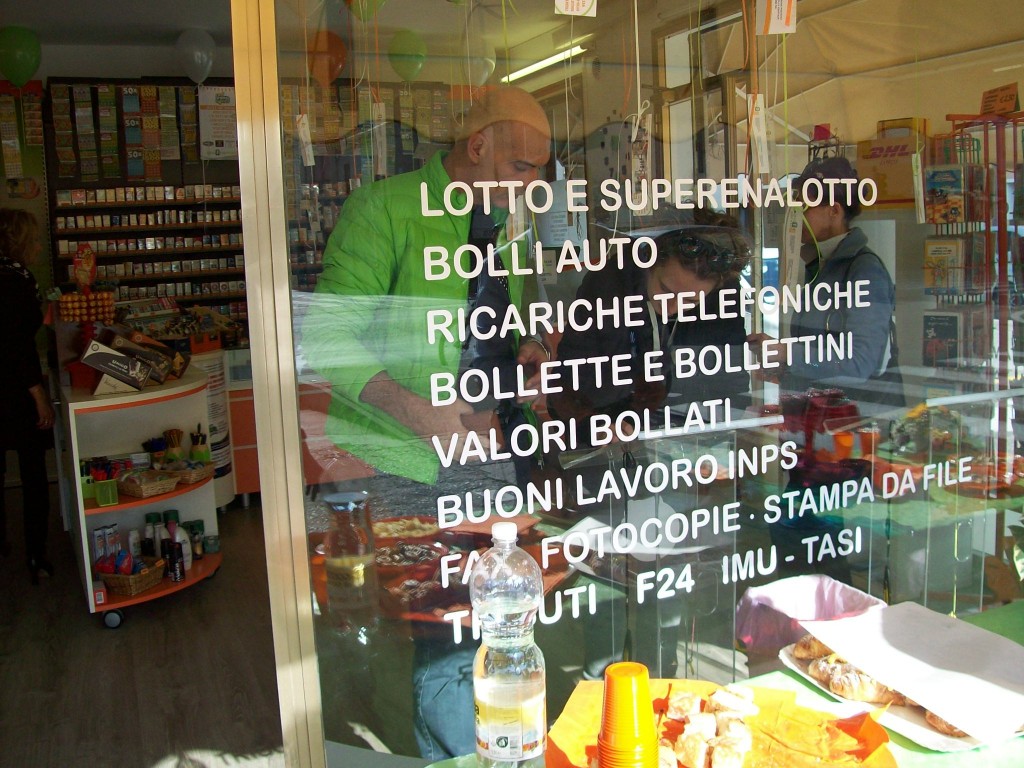 LOTTO E SUPERENALOTTO
BOLLI AUTO
RICARICHE TELEFONICHE
BOLLETTE E BOLLETTINI
VALORI BOLLATI
BUONI LAVORO INPS
FOTOCOPIE · STAMPA DA FILE
F24 IMU - TASI
DHL